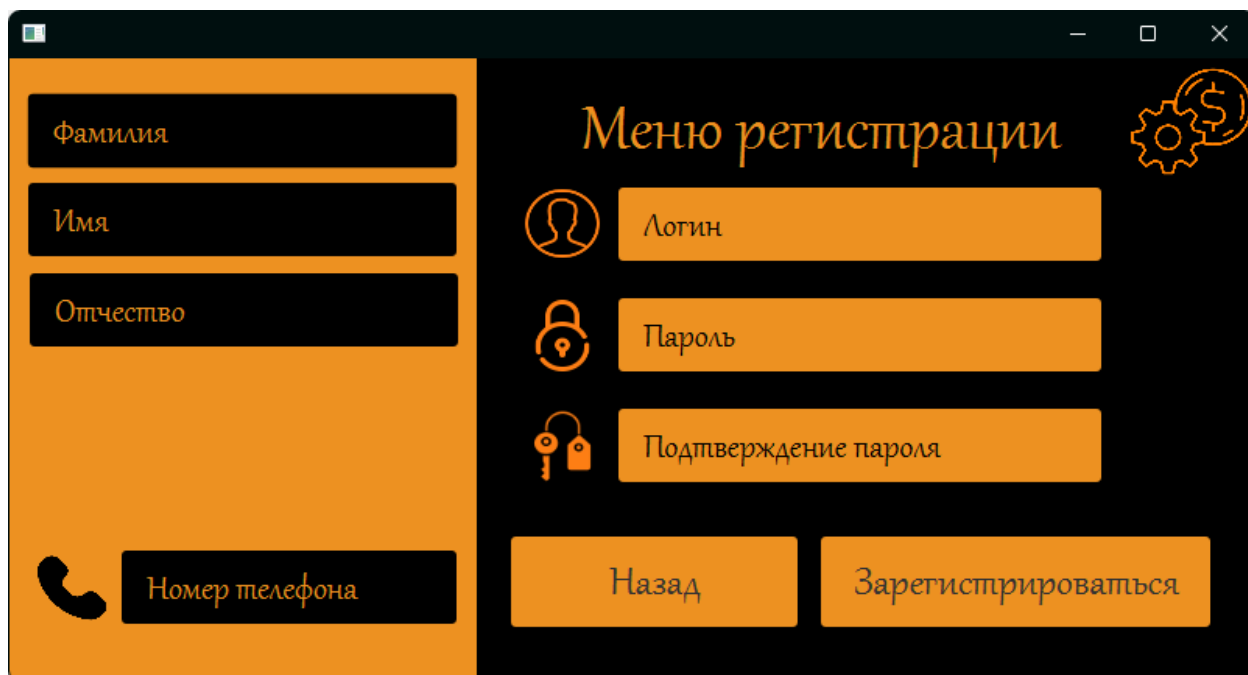 Фамилия
Имя
Отчество
Номер телефона
Меню регистрации
Логин
Пароль
Подтверждение пароля
Назад
Зарегистрироваться